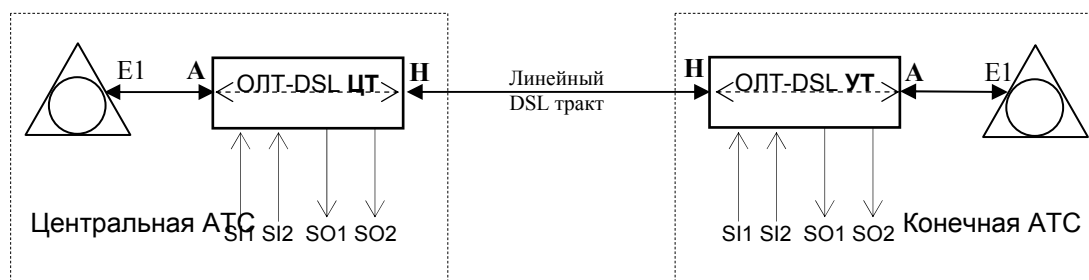 E1 A ОЛТ-DSL ЦТ H Линейный H ОЛТ-DSL УТ A E1
DSL тракт
Центральная АТС Конечная АТС
SI1 SI2 SO1 SO2 SI1 SI2 SO1 SO2